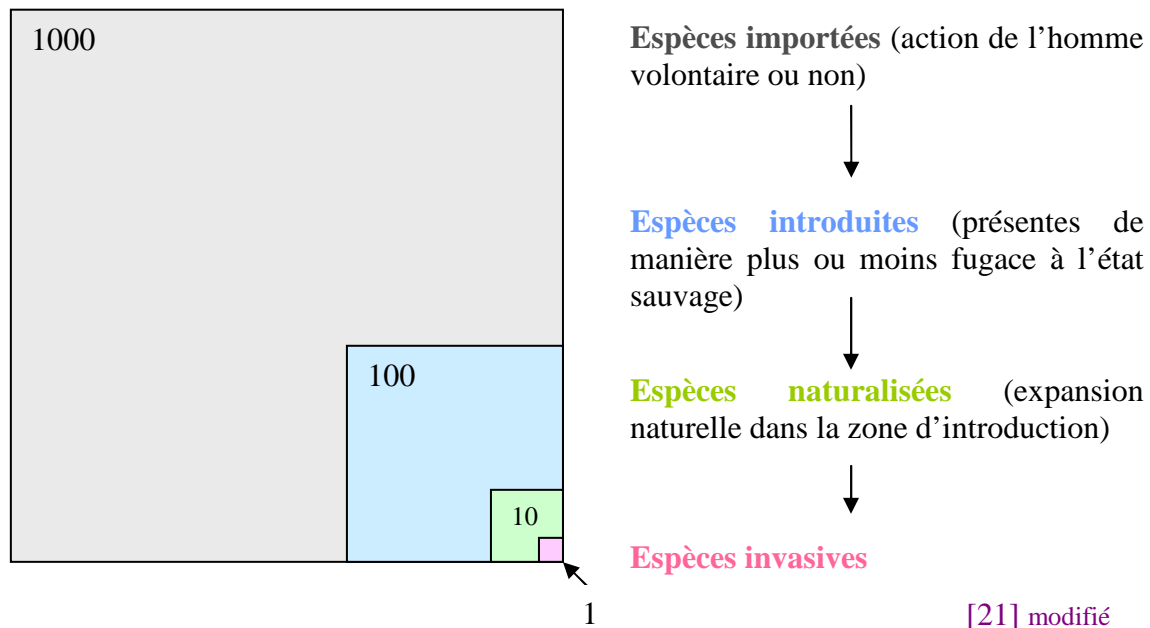 1000
Espèces importées (action de l’homme
volontaire ou non)
Espèces introduites (présentes de
manière plus ou moins fugace à l’état
sauvage)
100
Espèces naturalisées (expansion
naturelle dans la zone d’introduction)
10
Espèces invasives
1
[21] modifié